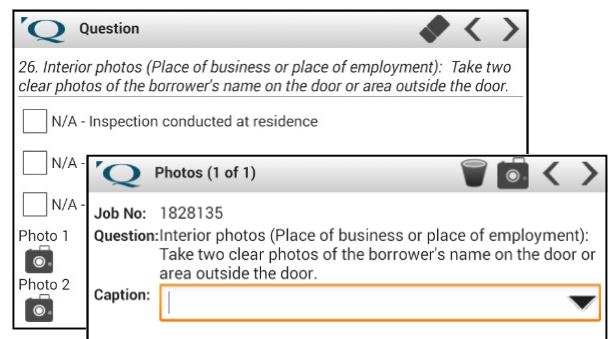 Question
26. Interior photos (Place of business or place of employment): Take two
clear photos of the borrower's name on the door or area outside the door.
N/A - Inspection conducted at residence
N/A -
N/A -
Photo 1
Photo 2
Photos (1 of 1)
Job No: 1828135
Question:Interior photos (Place of business or place of employment):
Take two clear photos of the borrower's name on the door or
area outside the door.
Caption: